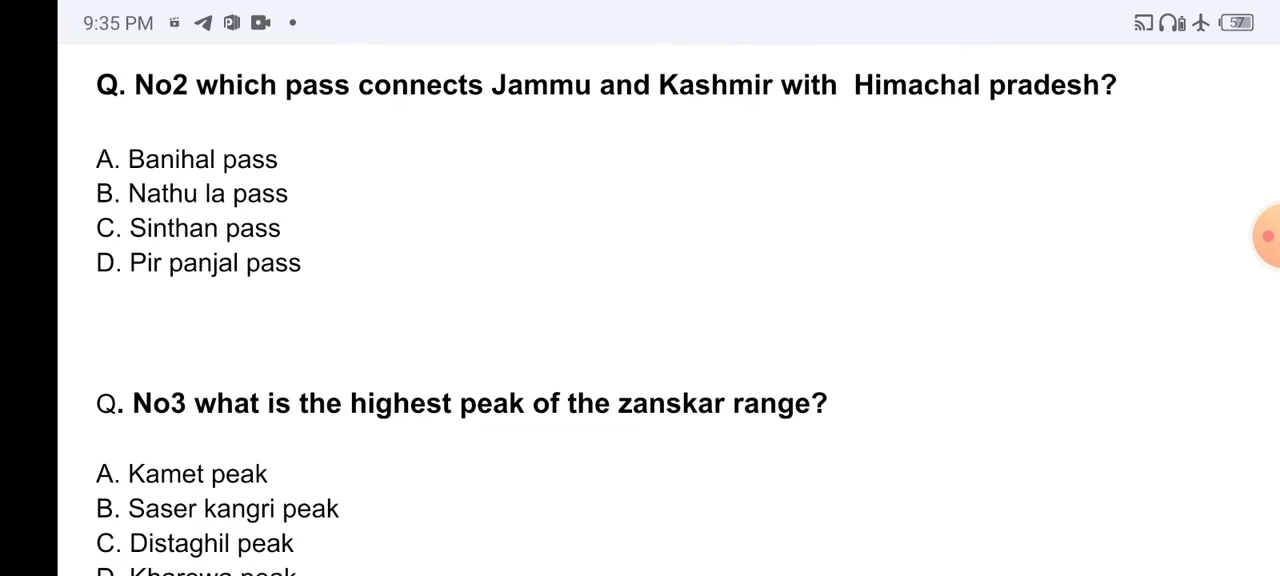 9:35 PM
57
Q. No2 which pass connects Jammu and Kashmir with  Himachal pradesh?
A. Banihal pass
B. Nathu la pass
C. Sinthan pass
D. Pir panjal pass
Q. No3 what is the highest peak of the zanskar range?
A. Kamet peak
B. Saser kangri peak
C. Distaghil peak